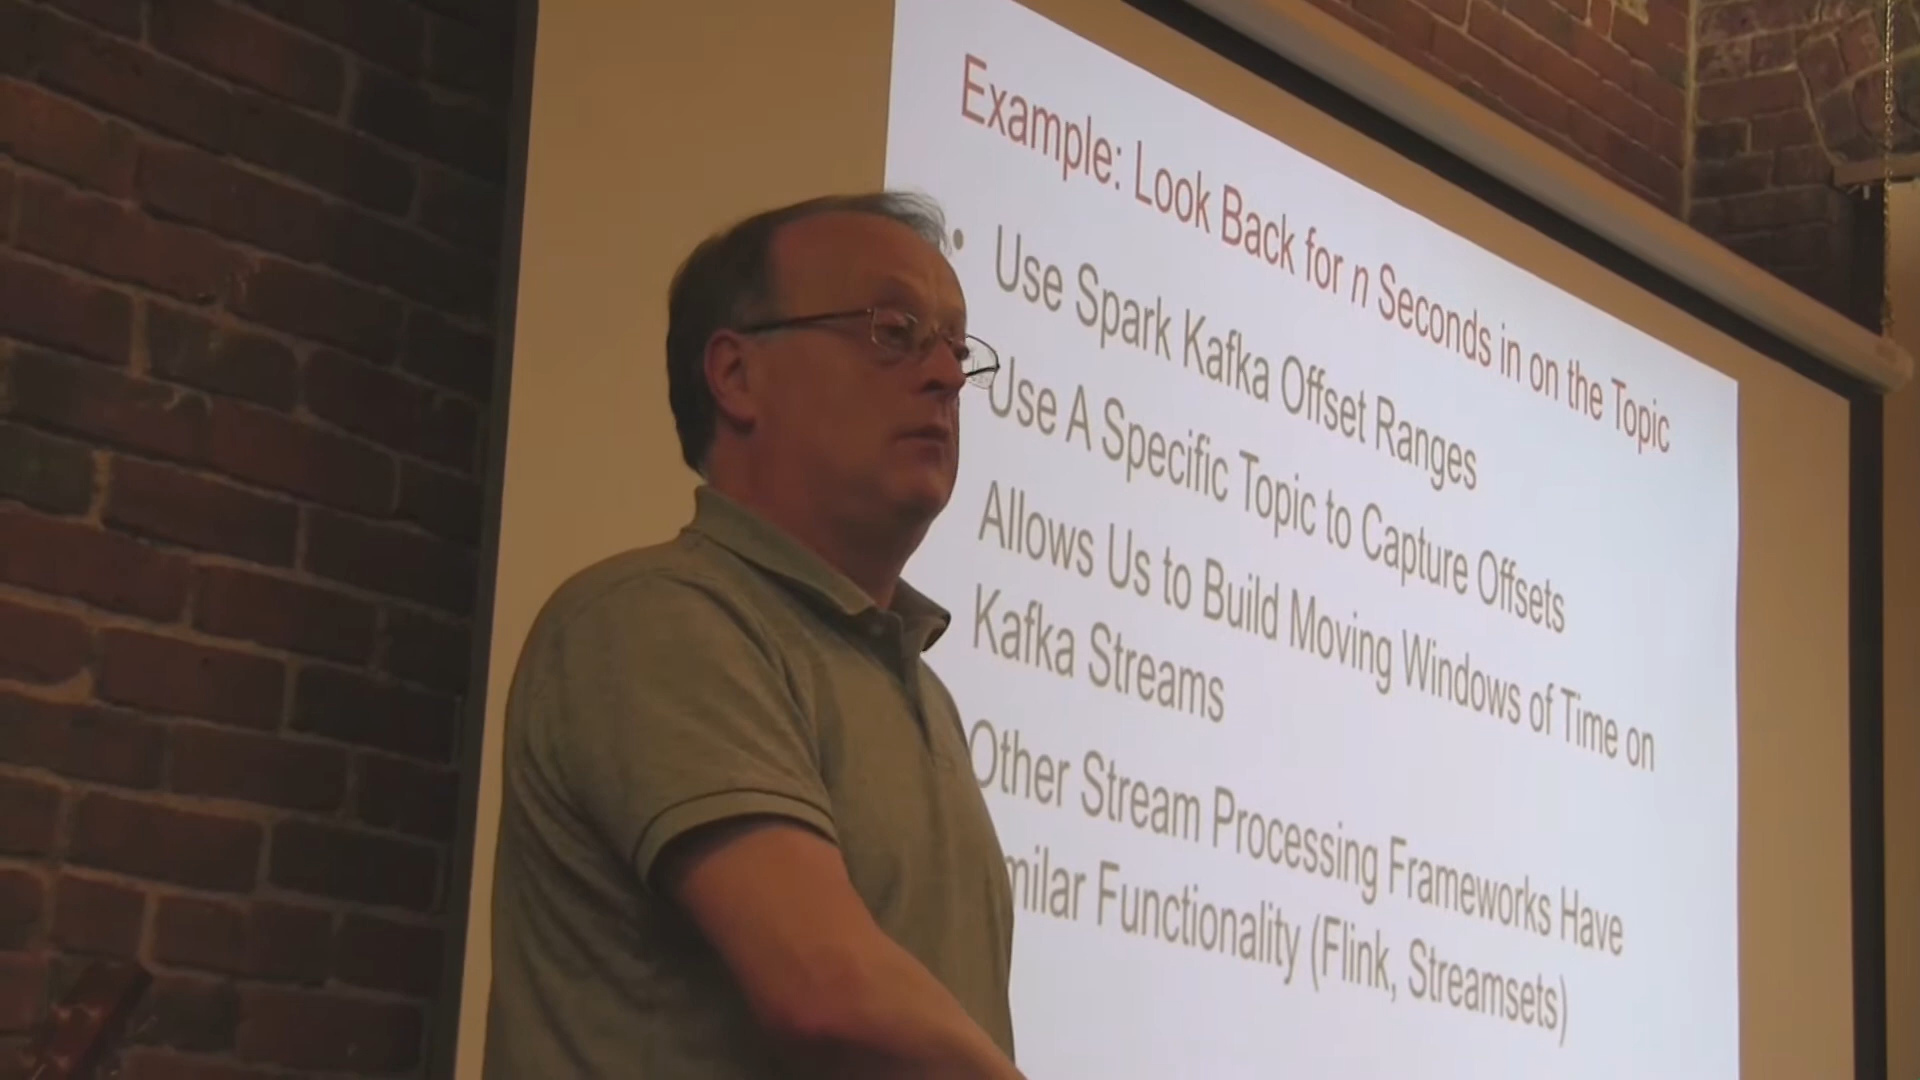 Example: Look Back for n Seconds in on the Topic
• Use Spark Kafka Offset Ranges
Use A Specific Topic to Capture Offsets
Allows Us to Build Moving Windows of Time on
Kafka Streams
Other Stream Processing Frameworks Have
milar Functionality (Flink, Streamsets)